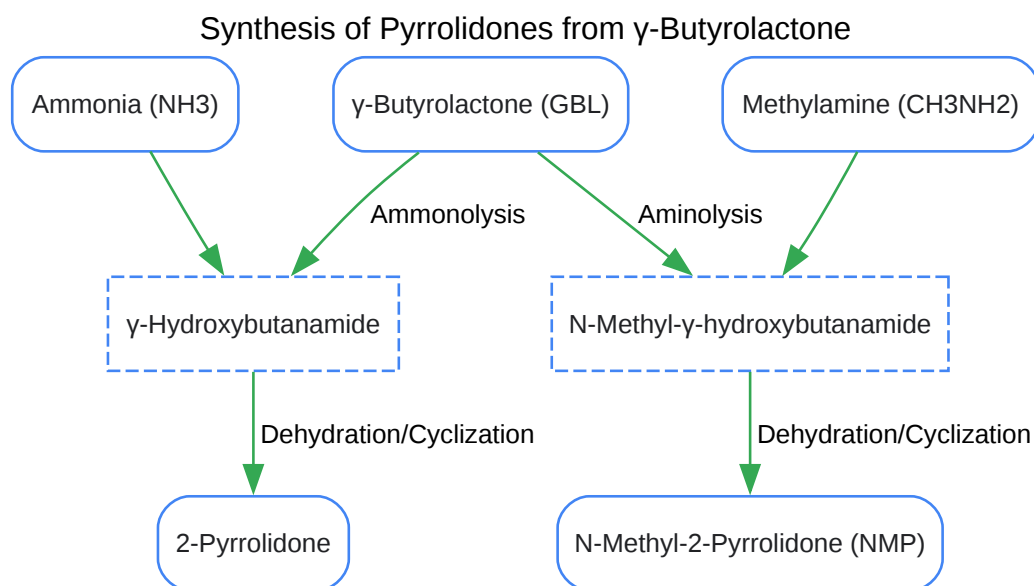 Synthesis of Pyrrolidones from γ-Butyrolactone
Ammonia (NH3)
γ-Butyrolactone (GBL)
Methylamine (CH3NH2)
Ammonolysis
Aminolysis
γ-Hydroxybutanamide
N-Methyl-γ-hydroxybutanamide
Dehydration/Cyclization
Dehydration/Cyclization
2-Pyrrolidone
N-Methyl-2-Pyrrolidone (NMP)